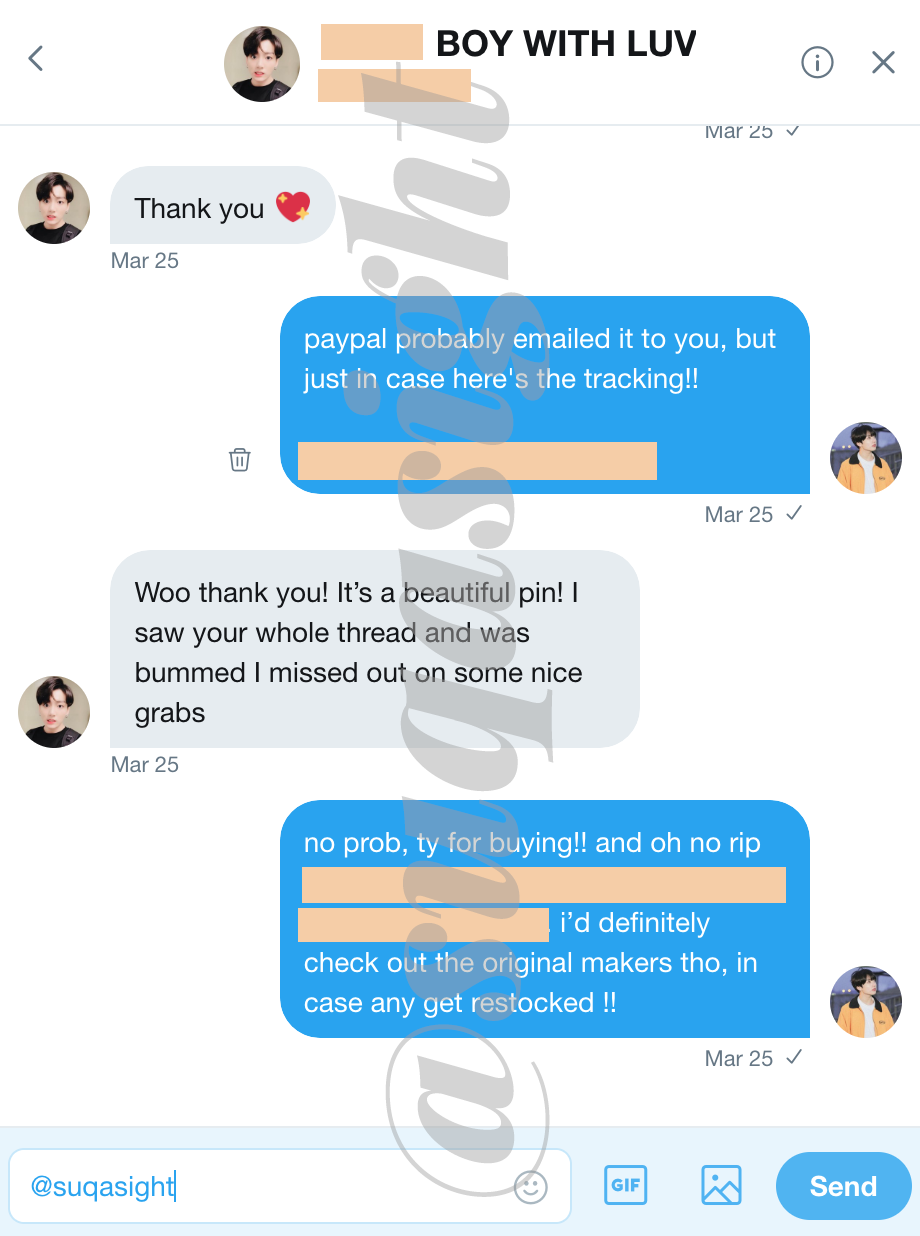 BOY WITH LUV
Mar 25
Thank you
Mar 25
paypal probably emailed it to you, but
just in case here's the tracking!!
Mar 25
Woo thank you! It’s a beautiful pin! I
saw your whole thread and was
bummed I missed out on some nice
grabs
Mar 25
no prob, ty for buying!! and oh no rip
. i’d definitely
check out the original makers tho, in
case any get restocked !!
Mar 25
@suqasight
GIF
Send
@suqasight